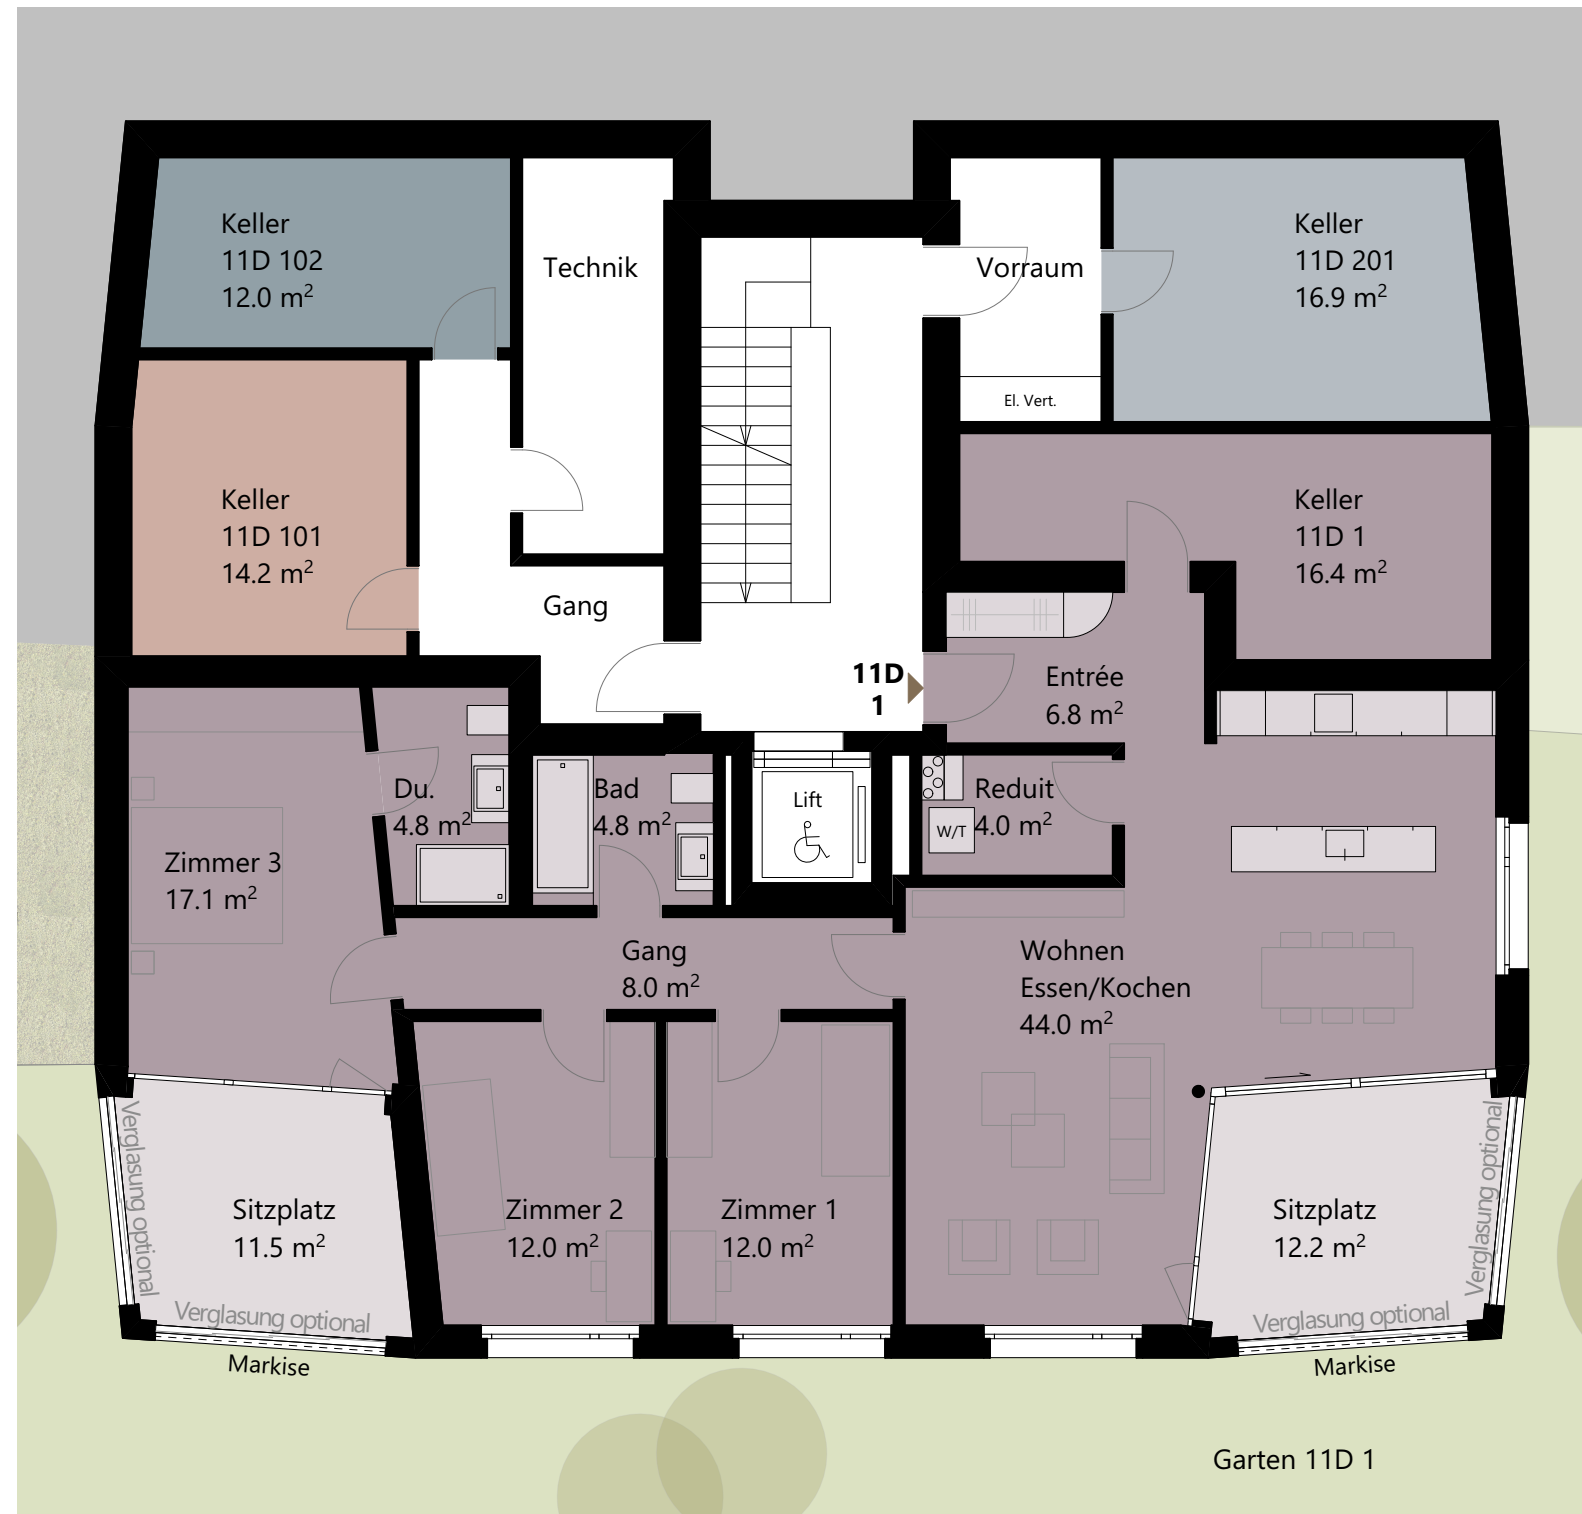 Keller
11D 102
12.0 m²
Technik
Vorraum
Keller
11D 201
16.9 m²
El. Vert.
Keller
11D 101
14.2 m²
Gang
Keller
11D 1
16.4 m²
11D
1
Entrée
6.8 m²
Du.
4.8 m²
Bad
4.8 m²
Lift
Reduit
4.0 m²
W/T
Zimmer 3
17.1 m²
Gang
8.0 m²
Wohnen
Essen/Kochen
44.0 m²
Verglasung optional
Sitzplatz
11.5 m²
Verglasung optional
Markise
Zimmer 2
12.0 m²
Zimmer 1
12.0 m²
Sitzplatz
12.2 m²
Verglasung optional
Verglasung optional
Markise
Garten 11D 1